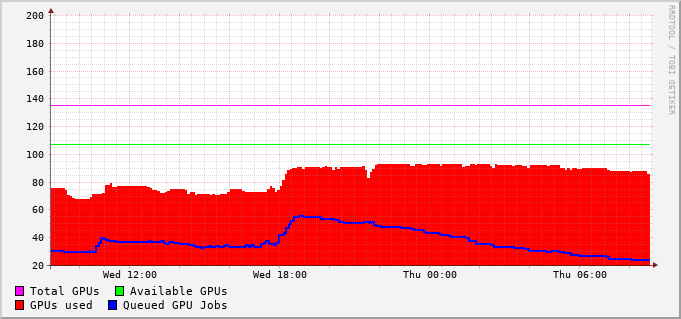 200
180
160
140
120
100
80
60
40
20
Wed 12:00 Wed 18:00 Thu 00:00 Thu 06:00
Total GPUs Available GPUs
GPUs used Queued GPU Jobs
RRDTOOL / TOBI OETIKER